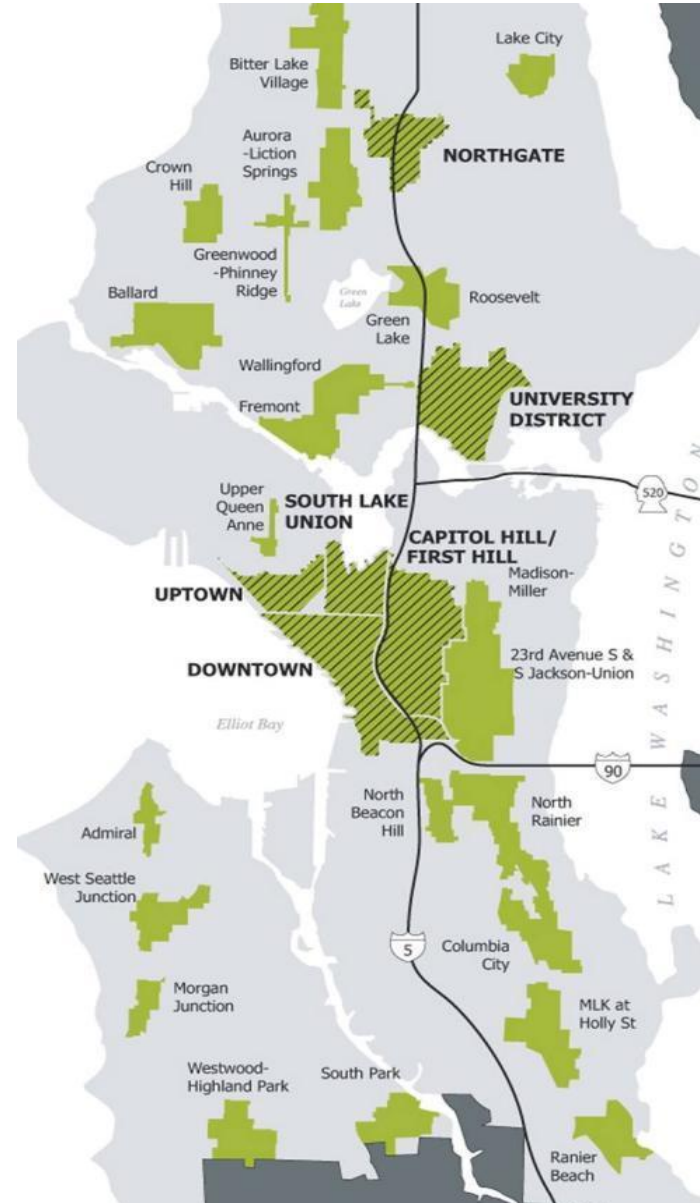 Lake City
Bitter Lake
Village
Aurora
-Liction
Springs
NORTHGATE
Crown
Hill
Greenwood
-Phinney
Ridge
Ballard
Green
Lake
Roosevelt
Green
Lake
Wallingford
Fremont
UNIVERSITY
DISTRICT
520
Upper
Queen
Anne
SOUTH LAKE
UNION
CAPITOL HILL/
FIRST HILL
Madison-
Miller
UPTOWN
23rd Avenue S &
S Jackson-Union
DOWNTOWN
Elliot Bay
LAKE WASHINGTON
90
North
Beacon
Hill
North
Rainier
Admiral
West Seattle
Junction
5
Columbia
City
Morgan
Junction
MLK at
Holly St
Westwood-
Highland Park
South Park
Ranier
Beach